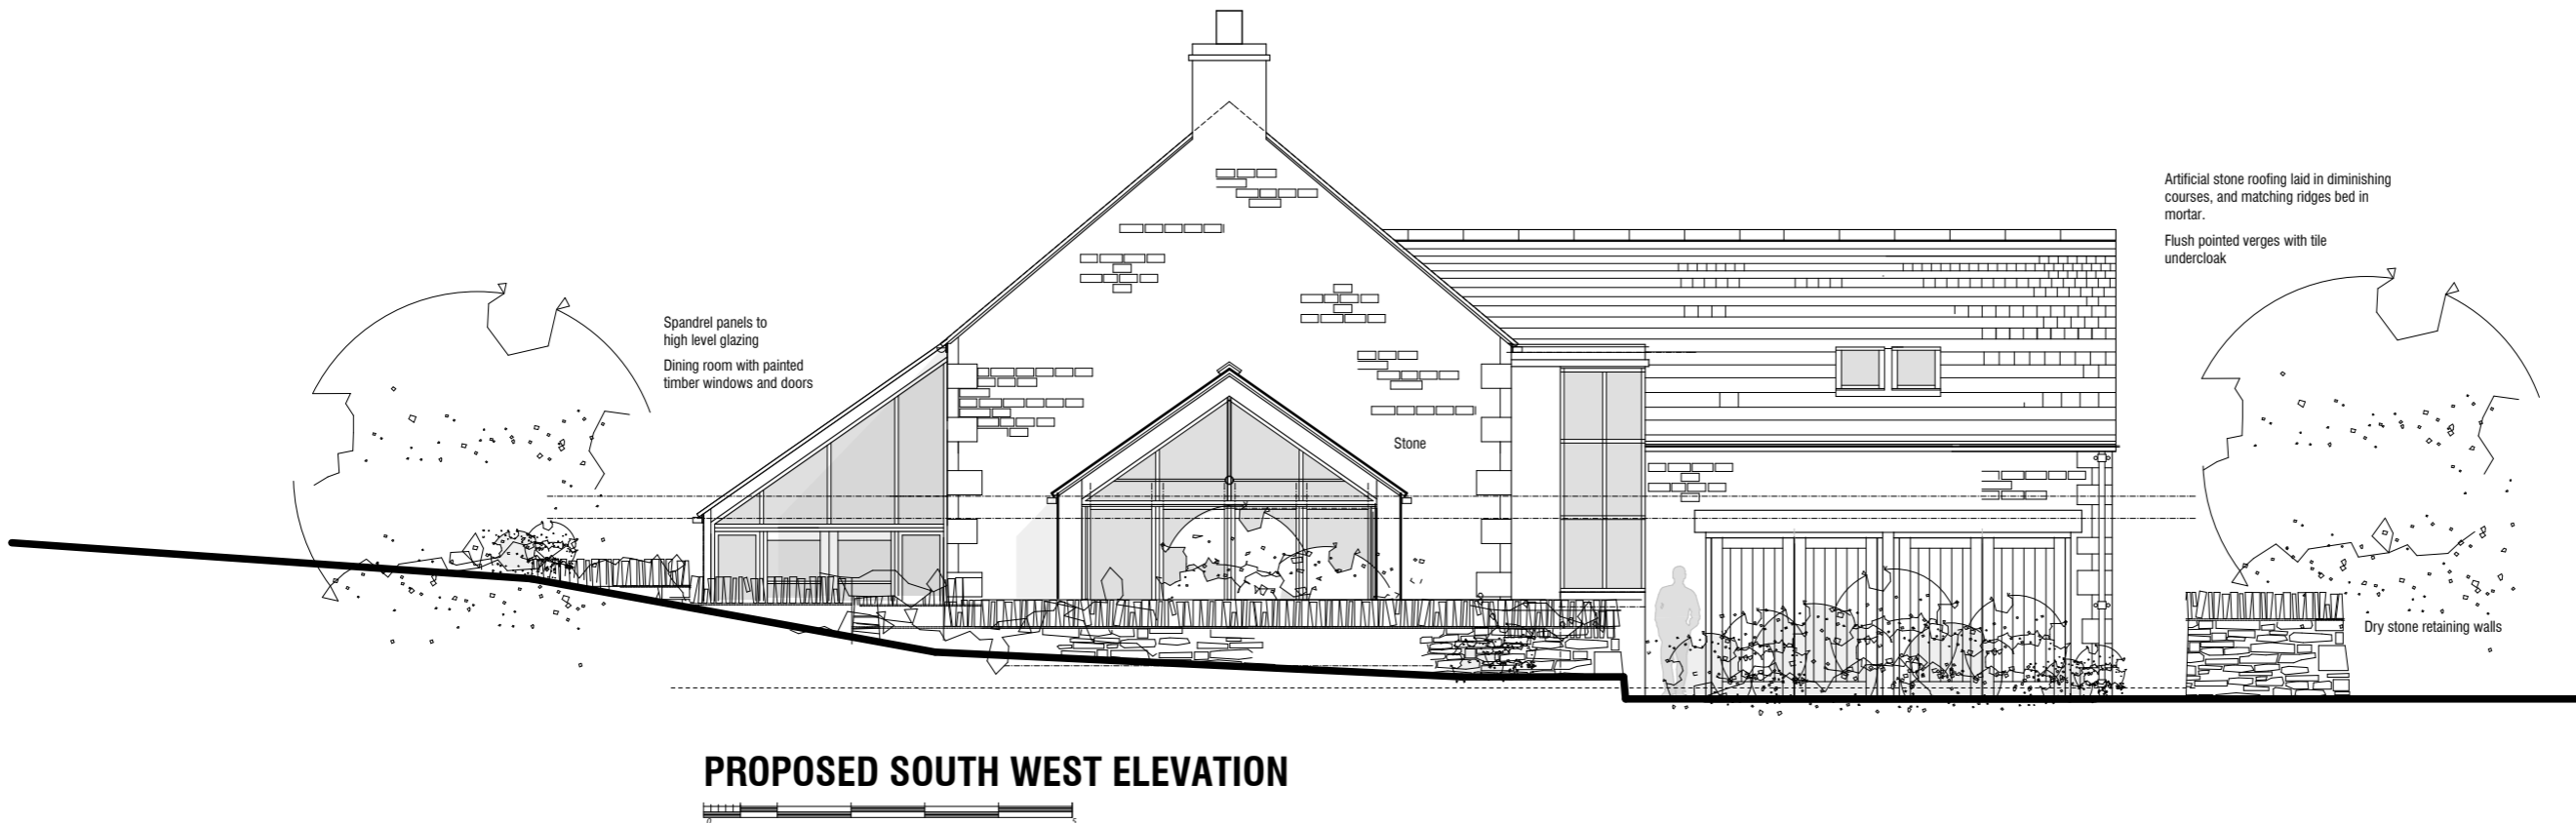 Artificial stone roofing laid in diminishing
courses, and matching ridges bed in
mortar.
Flush pointed verges with tile
undercloak
Spandrel panels to
high level glazing
Dining room with painted
timber windows and doors
Stone
Dry stone retaining walls
PROPOSED SOUTH WEST ELEVATION
0 5